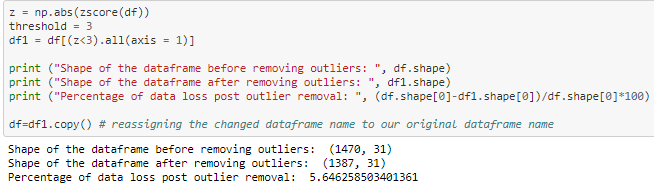 z = np.abs(zscore(df))
threshold = 3
df1 = df[(z<3).all(axis = 1)]
print ("Shape of the dataframe before removing outliers: ", df.shape)
print ("Shape of the dataframe after removing outliers: ", df1.shape)
print ("Percentage of data loss post outlier removal: ", (df.shape[0]-df1.shape[0])/df.shape[0]*100)
df=df1.copy() # reassigning the changed dataframe name to our original dataframe name
Shape of the dataframe before removing outliers:  (1470, 31)
Shape of the dataframe after removing outliers:  (1387, 31)
Percentage of data loss post outlier removal:  5.646258503401361